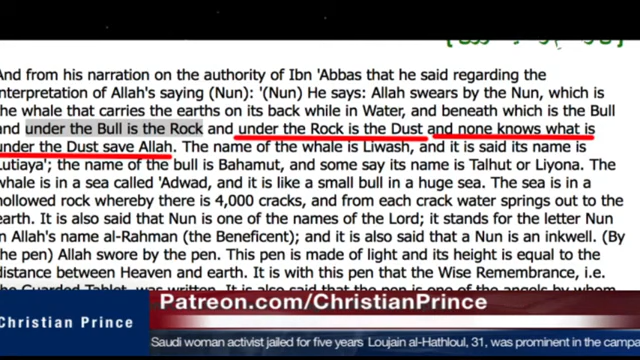 And from his narration on the authority of Ibn 'Abbas that he said regarding the
interpretation of Allah's saying (Nun): '(Nun) He says: Allah swears by the Nun, which is
the whale that carries the earths on its back while in Water, and beneath which is the Bull
and under the Bull is the Rock and under the Rock is the Dust and none knows what is
under the Dust save Allah. The name of the whale is Liwash, and it is said its name is
Lutiaya'; the name of the bull is Bahamut, and some say its name is Talhut or Liyona. The
whale is in a sea called 'Adwad, and it is like a small bull in a huge sea. The sea is in a
hollowed rock whereby there is 4,000 cracks, and from each crack water springs out to the
earth. It is also said that Nun is one of the names of the Lord; it stands for the letter Nun
in Allah's name al-Rahman (the Beneficent); and it is also said that a Nun is an inkwell. (By
the pen) Allah swore by the pen. This pen is made of light and its height is equal to the
distance between Heaven and earth. It is with this pen that the Wise Remembrance, i.e.
the Guarded Tablet, was written. It is also said that the pen is one of the angels by whom
Patreon.com/ChristianPrince
Christian Prince
Saudi woman activist jailed for five years Loujain al-Hathloul, 31, was prominent in the campa